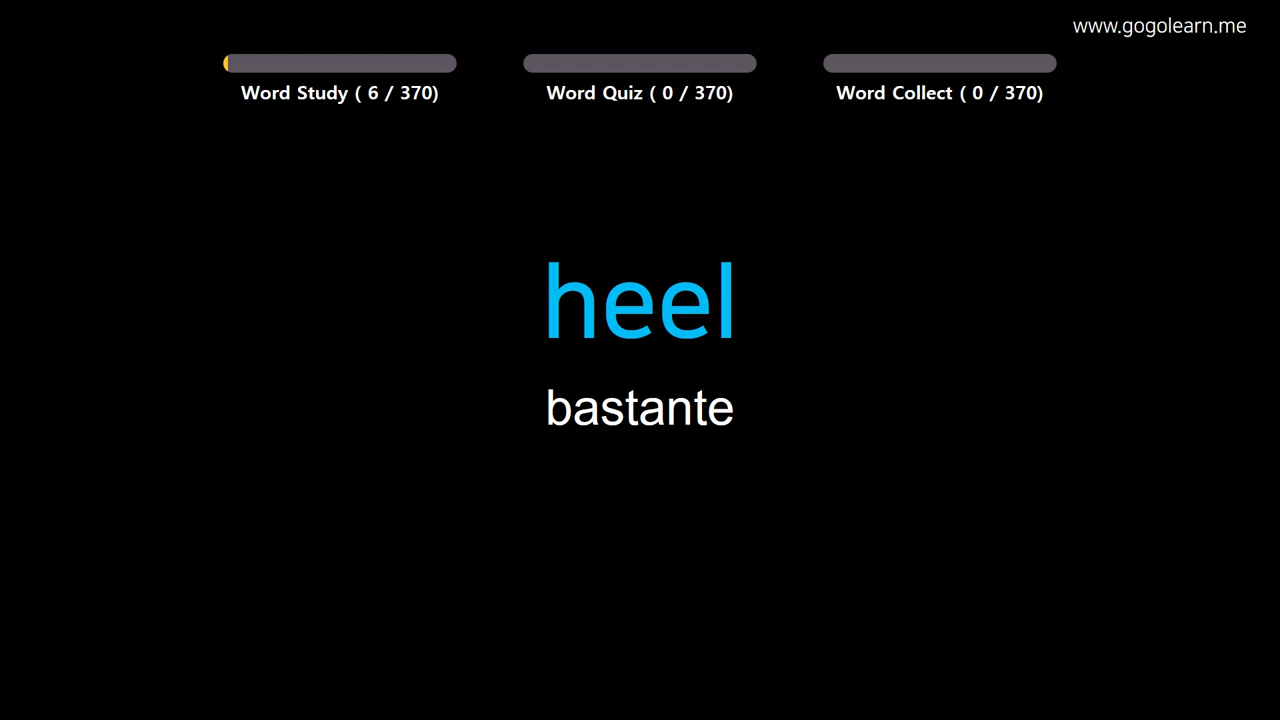 www.gogolearn.me
Word Study ( 6 / 370)
Word Quiz ( 0 / 370)
Word Collect ( 0 / 370)
heel
bastante